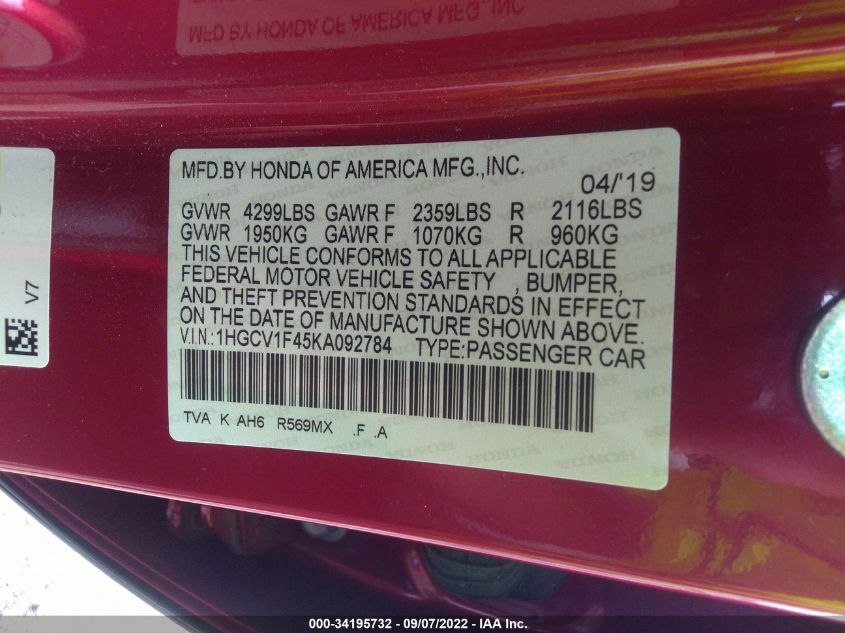 MFD BY HONDA OF AMERICA MFG., INC
MFD.BY HONDA OF AMERICA MFG.,INC.
04/'19
GVWR 4299LBS GAWR F 2359LBS R 2116LBS
GVWR 1950KG GAWR F 1070KG R 960KG
THIS VEHICLE CONFORMS TO ALL APPLICABLE
FEDERAL MOTOR VEHICLE SAFETY , BUMPER,
AND THEFT PREVENTION STANDARDS IN EFFECT
ON THE DATE OF MANUFACTURE SHOWN ABOVE.
V.I.N.:1HGCV1F45KA092784 TYPE:PASSENGER CAR
TVA K AH6 R569MX .F .A
V7
000-34195732 - 09/07/2022 - IAA Inc.